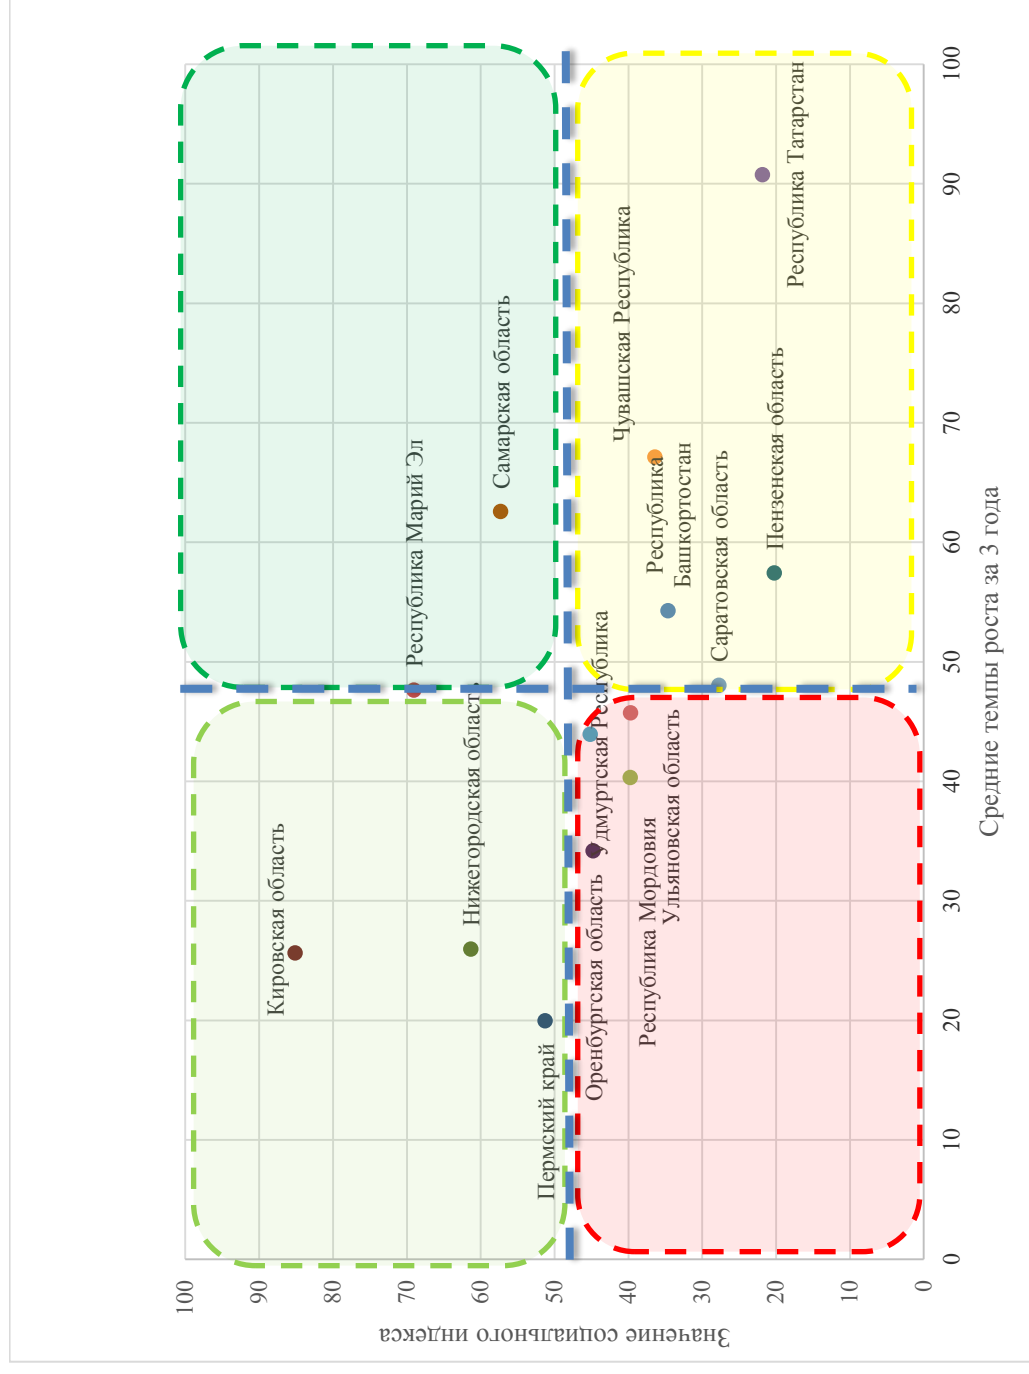 Значение социального индекса
100
90
80
70
60
50
40
30
20
10
0
Кировская область
Республика Марий Эл
Нижегородская область
Самарская область
Пермский край
Оренбургская область
Удмуртская Республика
Республика Мордовия
Ульяновская область
Чувашская Республика
Республика
Башкортостан
Саратовская область
Пензенская область
Республика Татарстан
0
10
20
30
40
50
60
70
80
90
100
Средние темпы роста за 3 года